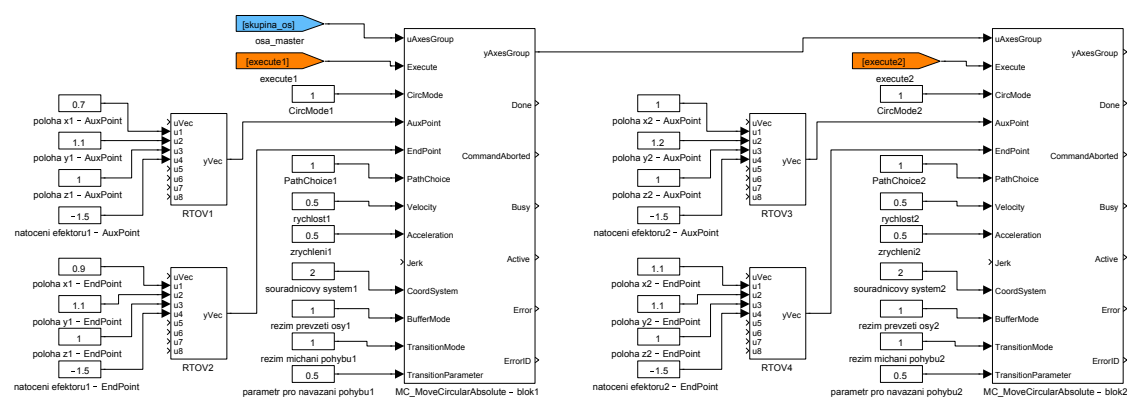 [skupina_os]
osa_master
[execute1]
execute1
1
CircMode1
0.7
poloha x1 − AuxPoint
1.1
poloha y1 − AuxPoint
1
poloha z1 − AuxPoint
−1.5
natoceni efektoru1 − AuxPoint
uVec
u1
u2
u3
u4
u5
u6
u7
u8
yVec
RTOV1
0.9
poloha x1 − EndPoint
1.1
poloha y1 − EndPoint
1
poloha z1 − EndPoint
−1.5
natoceni efektoru1 − EndPoint
uVec
u1
u2
u3
u4
u5
u6
u7
u8
yVec
RTOV2
1
PathChoice1
0.5
rychlost1
0.5
zrychleni1
2
souradnicovy system1
1
rezim prevzeti osy1
1
rezim michani pohybu1
0.5
parametr pro navazani pohybu1
uAxesGroup
Execute
CircMode
AuxPoint
EndPoint
PathChoice
Velocity
Acceleration
Jerk
CoordSystem
BufferMode
TransitionMode
TransitionParameter
yAxesGroup
Done
CommandAborted
Busy
Active
Error
ErrorID
MC_MoveCircularAbsolute − blok1
[execute2]
execute2
1
CircMode2
1
poloha x2 − AuxPoint
1.2
poloha y2 − AuxPoint
1
poloha z2 − AuxPoint
−1.5
natoceni efektoru2 − AuxPoint
uVec
u1
u2
u3
u4
u5
u6
u7
u8
yVec
RTOV3
1.1
poloha x2 − EndPoint
1.1
poloha y2 − EndPoint
1
poloha z2 − EndPoint
−1.5
natoceni efektoru2 − EndPoint
uVec
u1
u2
u3
u4
u5
u6
u7
u8
yVec
RTOV4
1
PathChoice2
0.5
rychlost2
0.5
zrychleni2
2
souradnicovy system2
1
rezim prevzeti osy2
1
rezim michani pohybu2
0.5
parametr pro navazani pohybu2
uAxesGroup
Execute
CircMode
AuxPoint
EndPoint
PathChoice
Velocity
Acceleration
Jerk
CoordSystem
BufferMode
TransitionMode
TransitionParameter
yAxesGroup
Done
CommandAborted
Busy
Active
Error
ErrorID
MC_MoveCircularAbsolute − blok2